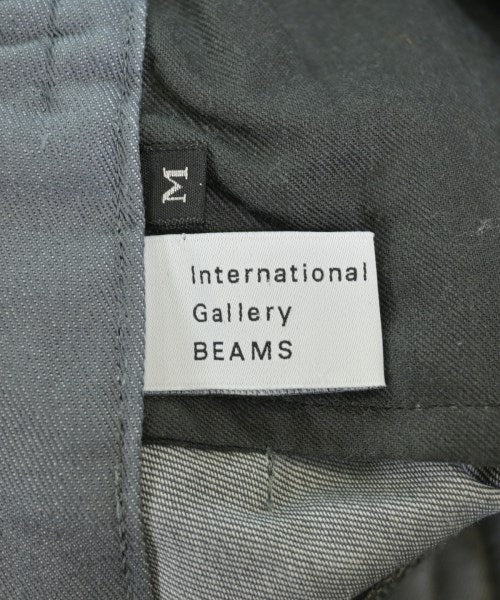 M
International
Gallery
BEAMS